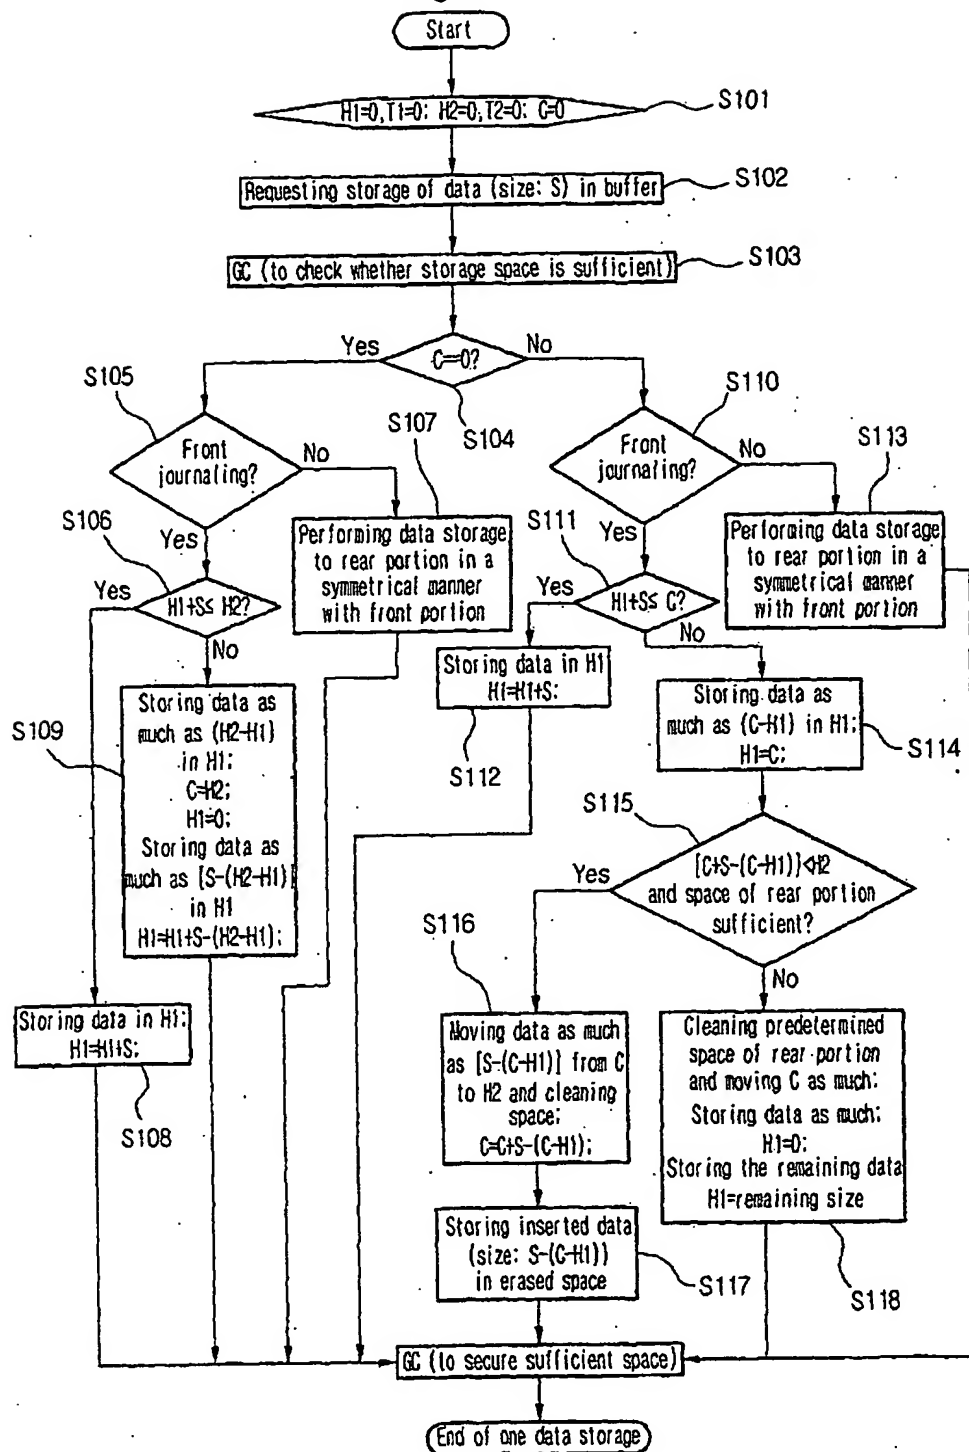 Start
H1=0,T1=0; H2=0,T2=0; C=0
S101
Requesting storage of data (size: S) in buffer
S102
GC (to check whether storage space is sufficient)
S103
C==0?
Yes
No
S104
S105
Front
journaling?
No
Yes
S107
Performing data storage
to rear portion in a
symmetrical manner
with front portion
S106
H1+S≤ H2?
Yes
No
S109
Storing data as
much as (H2-H1)
in H1;
C=H2;
H1=0;
Storing data as
much as [S-(H2-H1)]
in H1
H1=H1+S-(H2-H1);
Storing data in H1;
H1=H1+S;
S108
S110
Front
journaling?
No
Yes
S113
Performing data storage
to rear portion in a
symmetrical manner
with front portion
S111
H1+S≤ C?
Yes
No
Storing data in H1
H1=H1+S;
S112
Storing data as
much as (C-H1) in H1;
H1=C;
S114
S115
[C+S-(C-H1)]<H2
and space of rear portion
sufficient?
Yes
No
S116
Moving data as much
as [S-(C-H1)] from C
to H2 and cleaning
space;
C=C+S-(C-H1);
Storing inserted data
(size: S-(C-H1))
in erased space
S117
Cleaning predetermined
space of rear portion
and moving C as much;
Storing data as much;
H1=0;
Storing the remaining data
H1=remaining size
S118
GC (to secure sufficient space)
End of one data storage